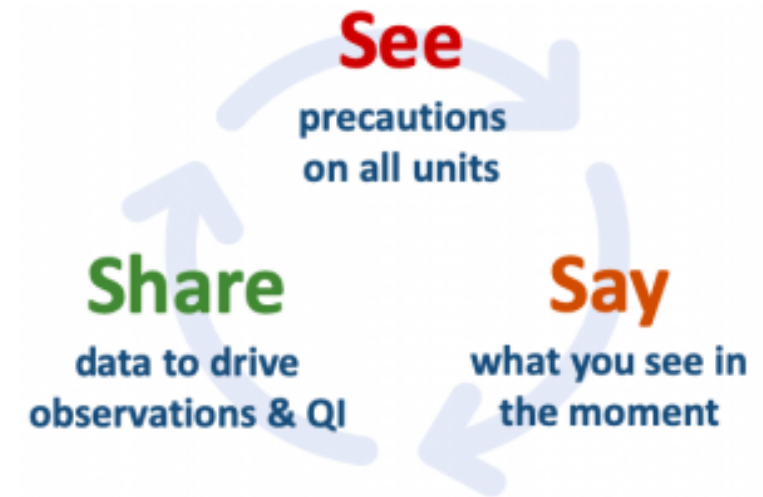 See
precautions
on all units
Say
what you see in
the moment
Share
data to drive
observations & QI